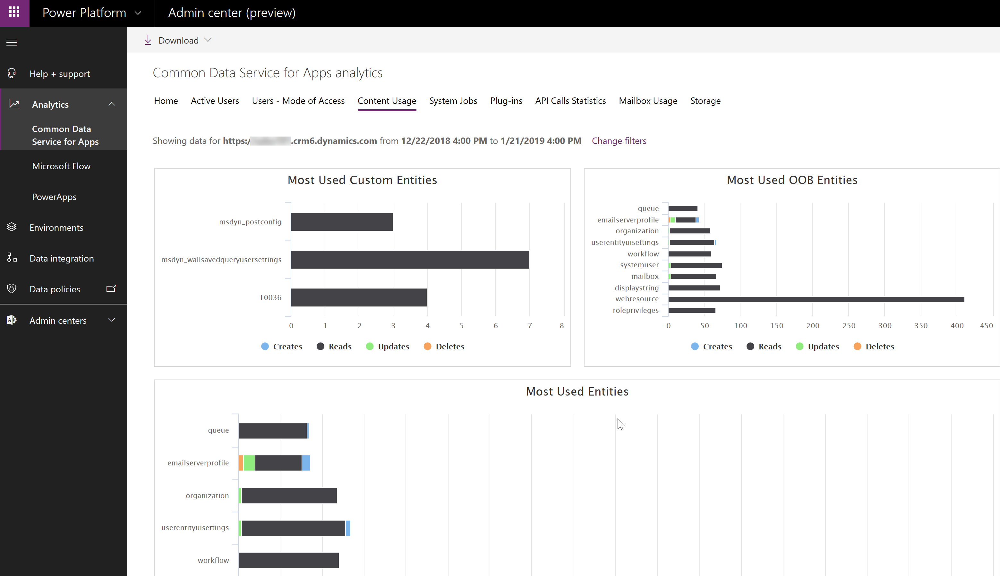 Power Platform
Admin center (preview)
Download
Help + support
Analytics
Common Data
Service for Apps
Microsoft Flow
PowerApps
Environments
Data integration
Data policies
Admin centers
Common Data Service for Apps analytics
Home Active Users Users - Mode of Access Content Usage System Jobs Plug-ins API Calls Statistics Mailbox Usage Storage
Showing data for https:/ .crm6.dynamics.com from 12/22/2018 4:00 PM to 1/21/2019 4:00 PM Change filters
Most Used Custom Entities
msdyn_postconfig
msdyn_wallsavedqueryusersettings
10036
0 1 2 3 4 5 6 7 8
Creates Reads Updates Deletes
Most Used OOB Entities
queue
emailserverprofile
organization
userentityuisettings
workflow
systemuser
mailbox
displaystring
webresource
roleprivileges
0 50 100 150 200 250 300 350 400 450
Creates Reads Updates Deletes
Most Used Entities
queue
emailserverprofile
organization
userentityuisettings
workflow